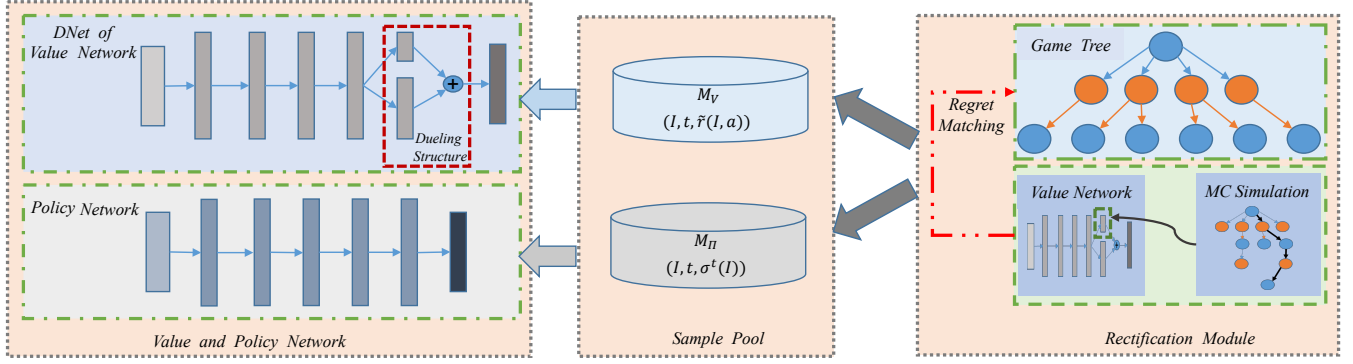 DNet of
Value Network
Dueling
Structure
+
Policy Network
Value and Policy Network
M_V
(I, t, r̃(I, a))
M_Π
(I, t, σ^t(I))
Sample Pool
Game Tree
Regret
Matching
Value Network
MC Simulation
+
Rectification Module